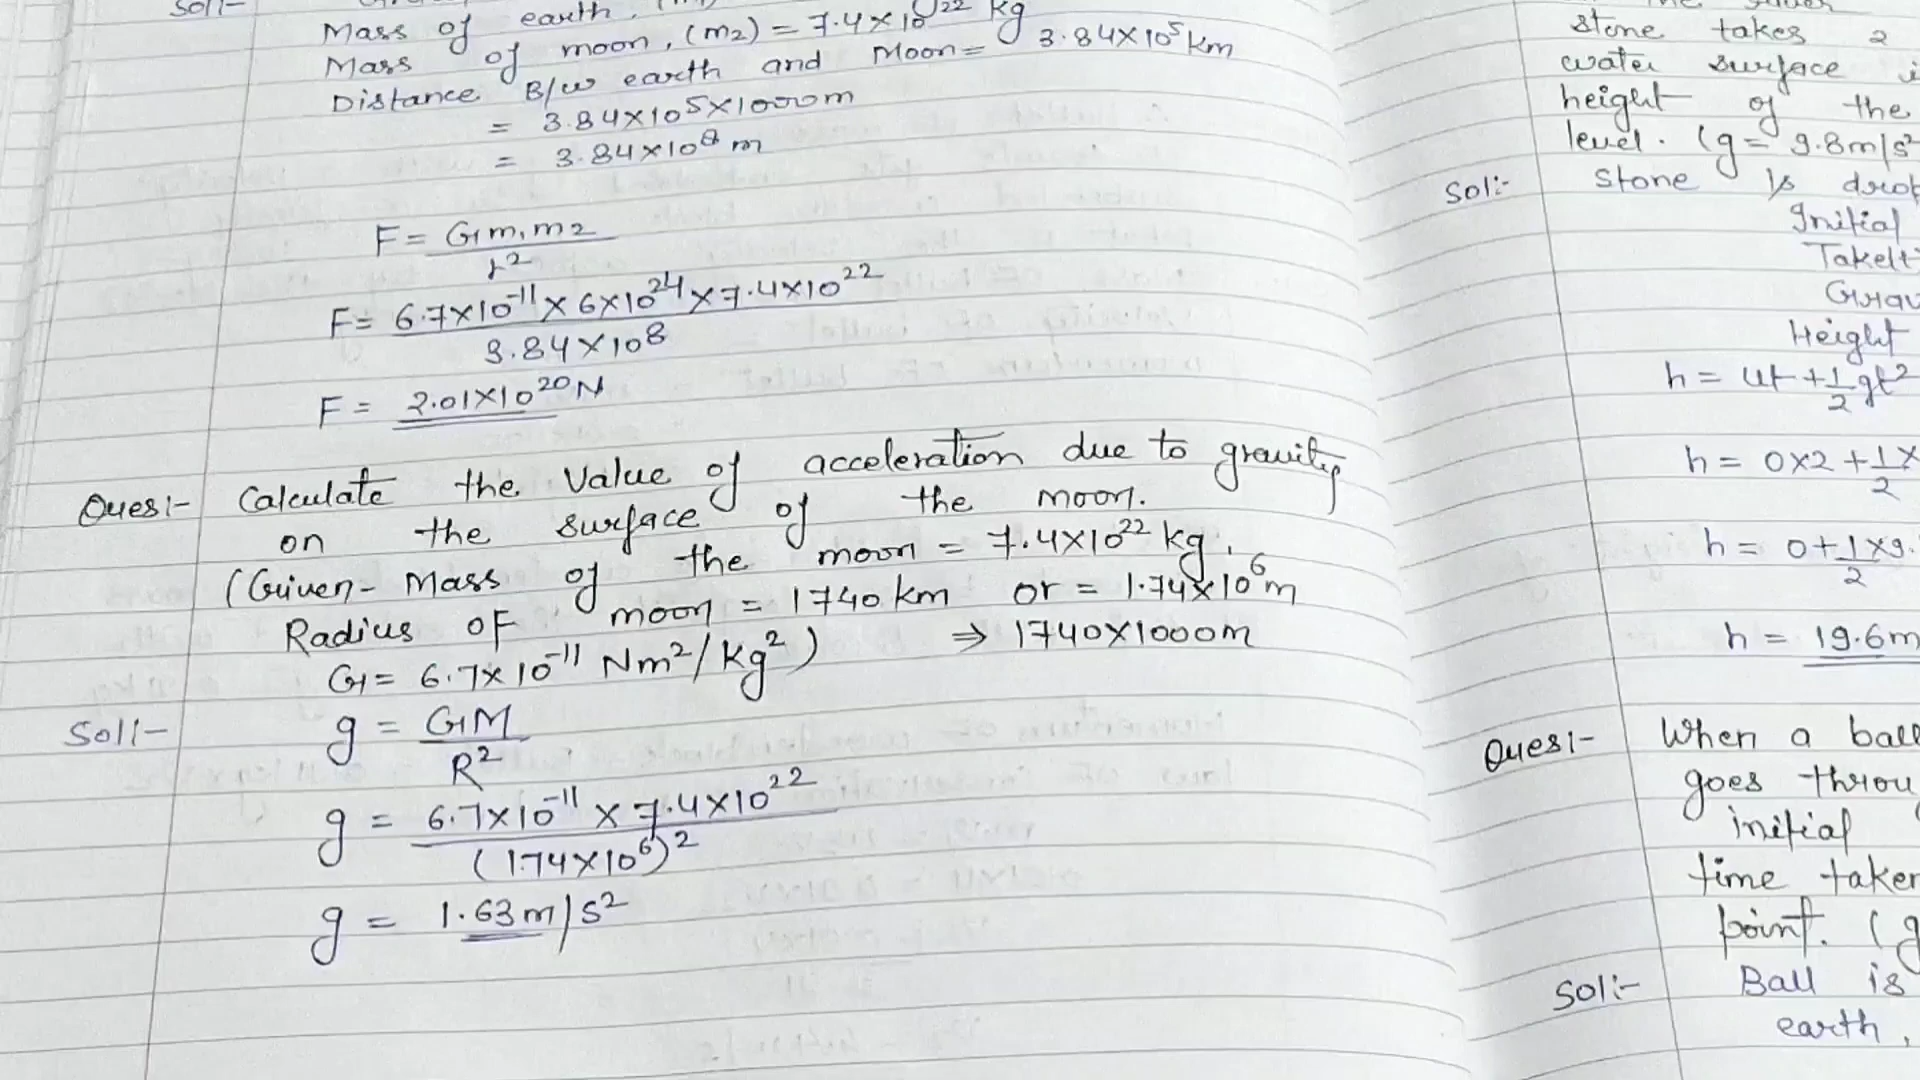 Sol:-
Mass of earth,
Mass of moon, (m2) = 7.4×10²² kg
Distance B/w earth and Moon = 3.84×10⁵ Km
= 3.84×10⁵×1000m
= 3.84×10⁸ m
F = Gm₁m₂
r²
F = 6.7×10⁻¹¹ × 6×10²⁴ × 7.4×10²²
3.84×10⁸
F = 2.01×10²⁰ N
Ques:- Calculate the Value of acceleration due to gravity
on the surface of the moon.
(Given- Mass of the moon = 7.4×10²² kg,
Radius OF moon = 1740 km or = 1.74×10⁶ m
G = 6.7×10⁻¹¹ Nm²/kg²) ⇒ 1740×1000m
Sol:- g = GM
R²
g = 6.7×10⁻¹¹ × 7.4×10²²
(1.74×10⁶)²
g = 1.63 m/s²
stone takes 2
water surface
height of the
level. (g = 9.8m/s²
Sol:- Stone is drop
Initial
Grav
Height
h = ut + 1/2 gt²
h = 0×2 + 1/2 ×
h = 0 + 1/2 × 9.
h = 19.6m
Ques:- When a ball
goes throu
initial
time taken
point. (g
Sol:- Ball is
earth,